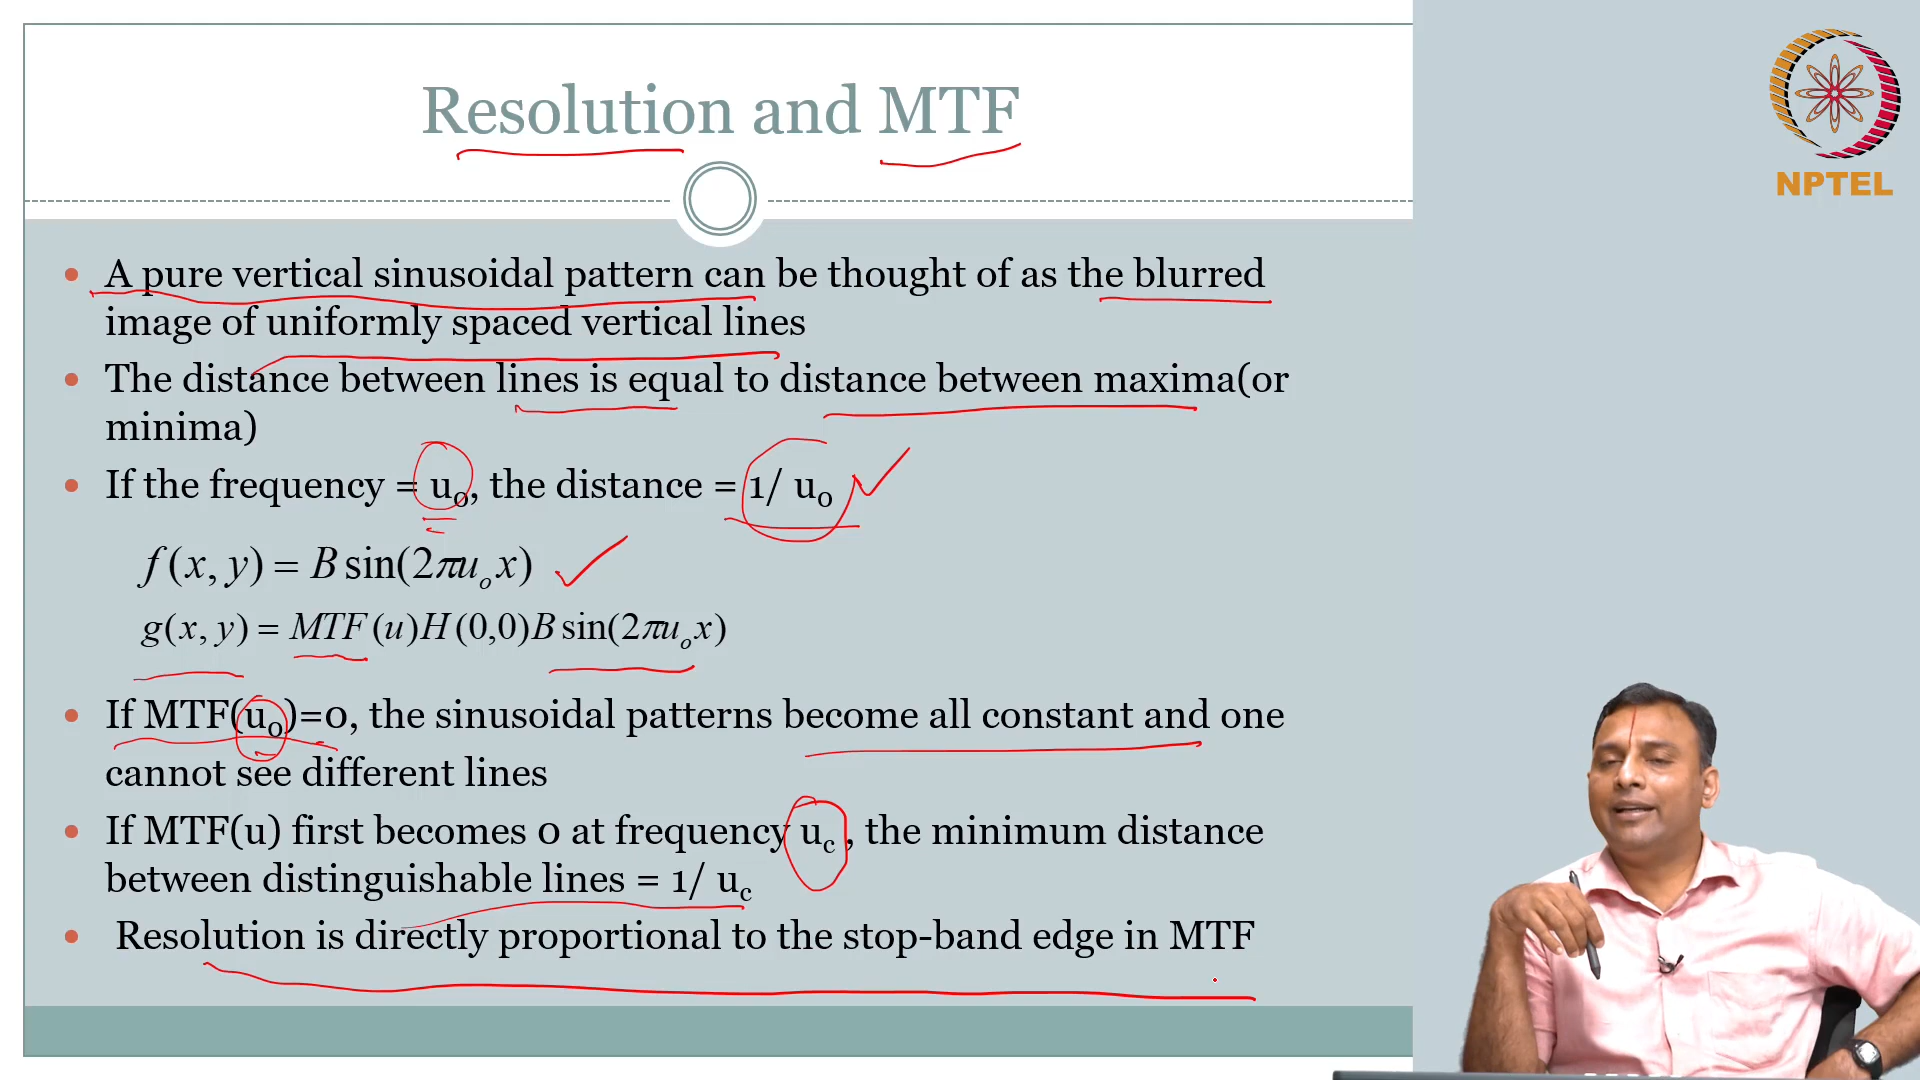 Resolution and MTF
NPTEL
• A pure vertical sinusoidal pattern can be thought of as the blurred
image of uniformly spaced vertical lines
• The distance between lines is equal to distance between maxima(or
minima)
• If the frequency = u₀, the distance = 1/ u₀
f(x, y) = B sin(2πuₒx)
g(x, y) = MTF(u)H(0,0)B sin(2πuₒx)
• If MTF(u₀)=0, the sinusoidal patterns become all constant and one
cannot see different lines
• If MTF(u) first becomes 0 at frequency u_c , the minimum distance
between distinguishable lines = 1/ u_c
• Resolution is directly proportional to the stop-band edge in MTF